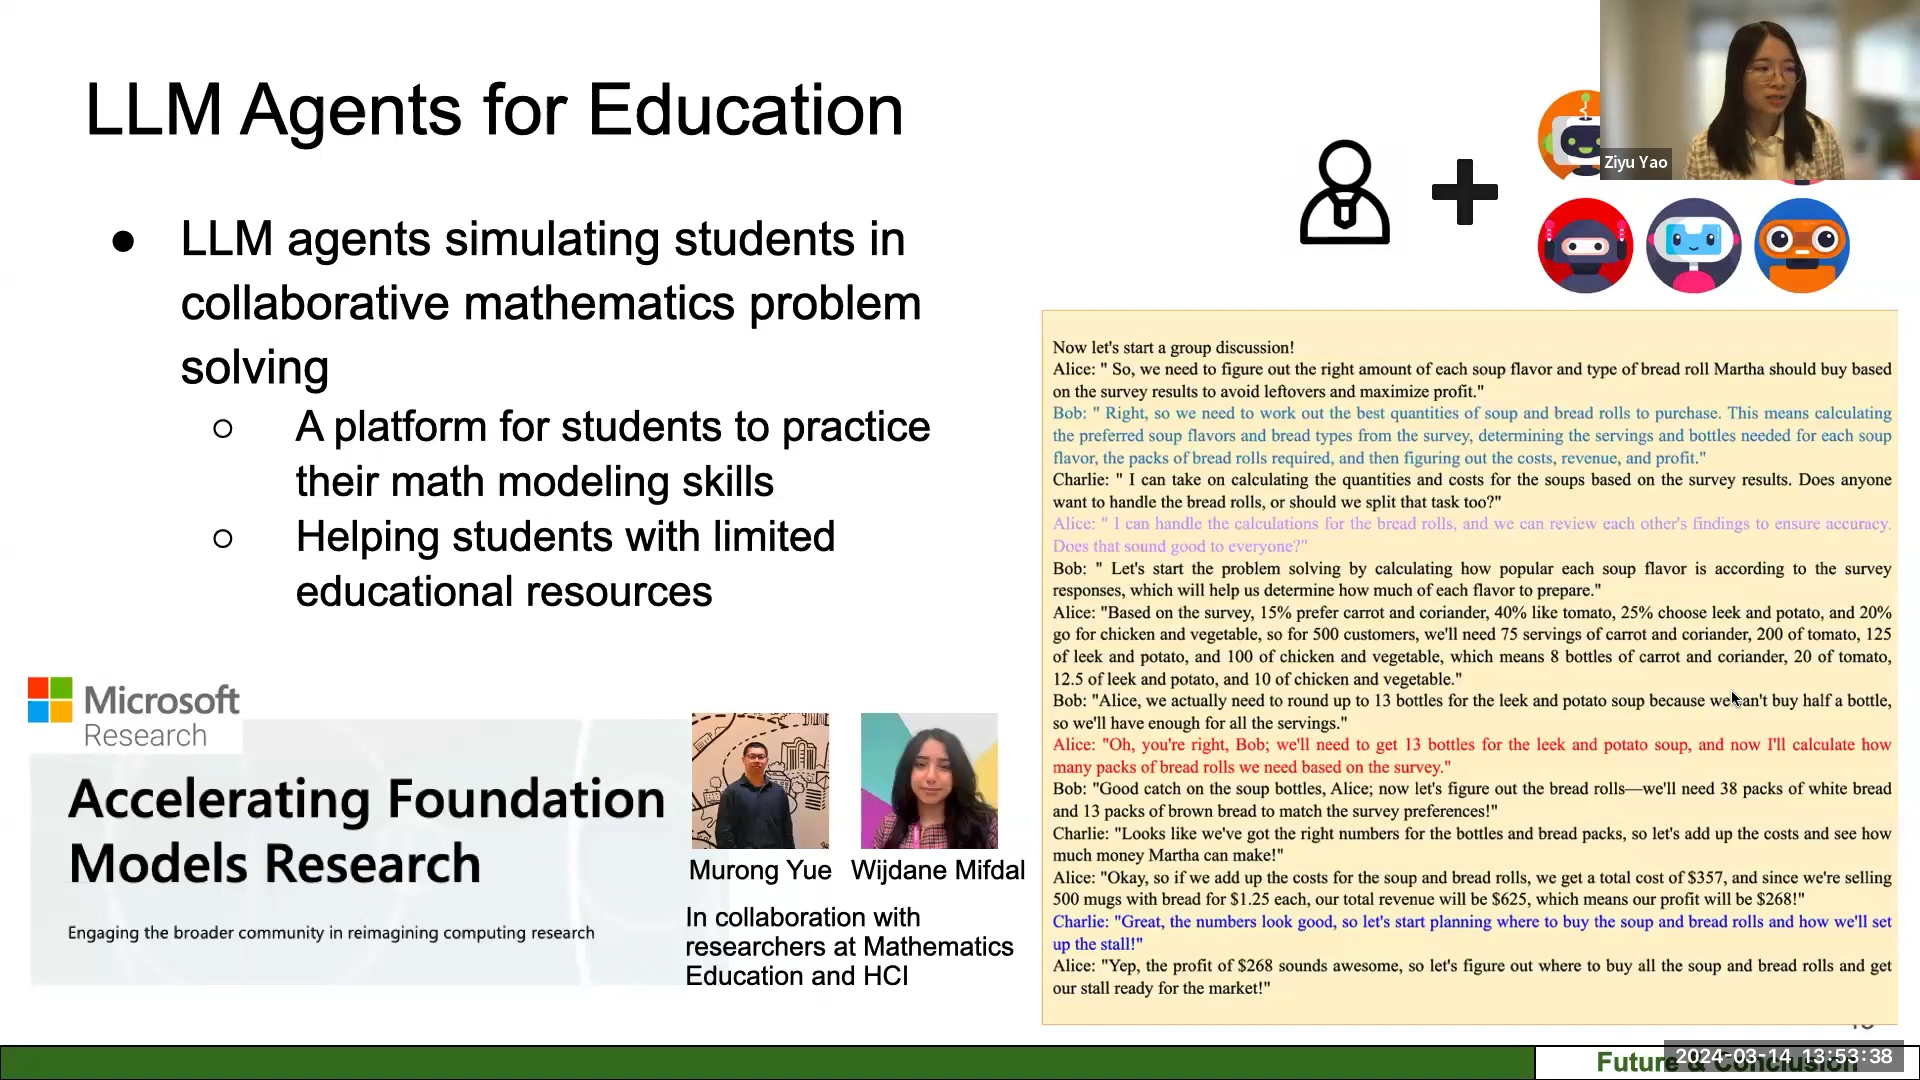 LLM Agents for Education
Ziyu Yao
● LLM agents simulating students in
collaborative mathematics problem
solving
○ A platform for students to practice
their math modeling skills
○ Helping students with limited
educational resources
Microsoft
Research
Accelerating Foundation
Models Research
Engaging the broader community in reimagining computing research
Murong Yue Wijdane Mifdal
In collaboration with
researchers at Mathematics
Education and HCI
Now let's start a group discussion!
Alice: " So, we need to figure out the right amount of each soup flavor and type of bread roll Martha should buy based
on the survey results to avoid leftovers and maximize profit."
Bob: " Right, so we need to work out the best quantities of soup and bread rolls to purchase. This means calculating
the preferred soup flavors and bread types from the survey, determining the servings and bottles needed for each soup
flavor, the packs of bread rolls required, and then figuring out the costs, revenue, and profit."
Charlie: " I can take on calculating the quantities and costs for the soups based on the survey results. Does anyone
want to handle the bread rolls, or should we split that task too?"
Alice: " I can handle the calculations for the bread rolls, and we can review each other's findings to ensure accuracy.
Does that sound good to everyone?"
Bob: " Let's start the problem solving by calculating how popular each soup flavor is according to the survey
responses, which will help us determine how much of each flavor to prepare."
Alice: "Based on the survey, 15% prefer carrot and coriander, 40% like tomato, 25% choose leek and potato, and 20%
go for chicken and vegetable, so for 500 customers, we'll need 75 servings of carrot and coriander, 200 of tomato, 125
of leek and potato, and 100 of chicken and vegetable, which means 8 bottles of carrot and coriander, 20 of tomato,
12.5 of leek and potato, and 10 of chicken and vegetable."
Bob: "Alice, we actually need to round up to 13 bottles for the leek and potato soup because we can't buy half a bottle,
so we'll have enough for all the servings."
Alice: "Oh, you're right, Bob; we'll need to get 13 bottles for the leek and potato soup, and now I'll calculate how
many packs of bread rolls we need based on the survey."
Bob: "Good catch on the soup bottles, Alice; now let's figure out the bread rolls—we'll need 38 packs of white bread
and 13 packs of brown bread to match the survey preferences!"
Charlie: "Looks like we've got the right numbers for the bottles and bread packs, so let's add up the costs and see how
much money Martha can make!"
Alice: "Okay, so if we add up the costs for the soup and bread rolls, we get a total cost of $357, and since we're selling
500 mugs with bread for $1.25 each, our total revenue will be $625, which means our profit will be $268!"
Charlie: "Great, the numbers look good, so let's start planning where to buy the soup and bread rolls and how we'll set
up the stall!"
Alice: "Yep, the profit of $268 sounds awesome, so let's figure out where to buy all the soup and bread rolls and get
our stall ready for the market!"
Future & Conclusion
2024-03-14 13:53:38